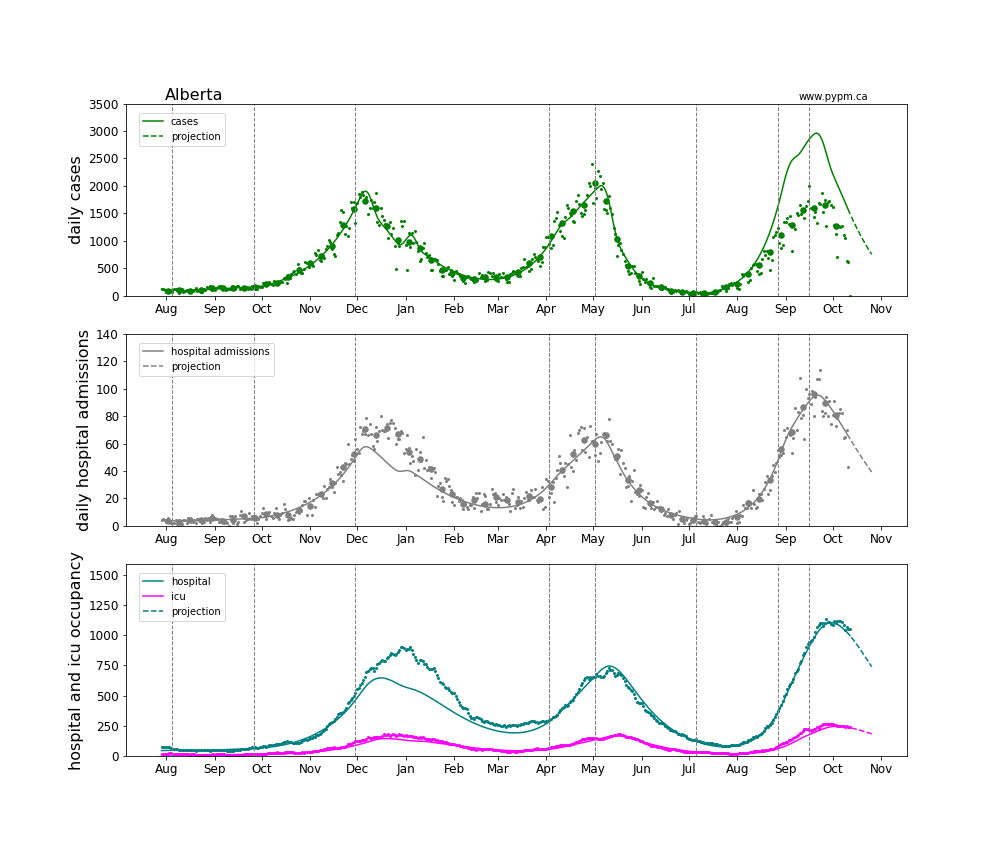 Alberta
www.pypm.ca
daily cases
3500
3000
2500
2000
1500
1000
500
0
cases
projection
Aug Sep Oct Nov Dec Jan Feb Mar Apr May Jun Jul Aug Sep Oct Nov
daily hospital admissions
140
120
100
80
60
40
20
0
hospital admissions
projection
Aug Sep Oct Nov Dec Jan Feb Mar Apr May Jun Jul Aug Sep Oct Nov
hospital and icu occupancy
1500
1250
1000
750
500
250
0
hospital
icu
projection
Aug Sep Oct Nov Dec Jan Feb Mar Apr May Jun Jul Aug Sep Oct Nov